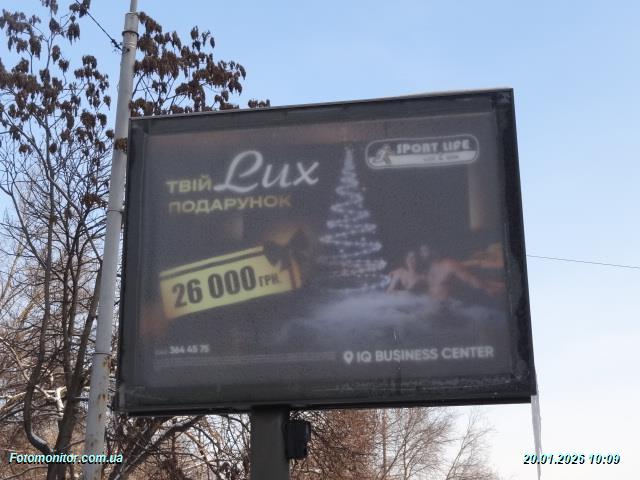 SPORT LIFE
ТВІЙ Lux
ПОДАРУНОК
26 000 ГРН.
364 45 75
IQ BUSINESS CENTER
Fotomonitor.com.ua
20.01.2026 10:09